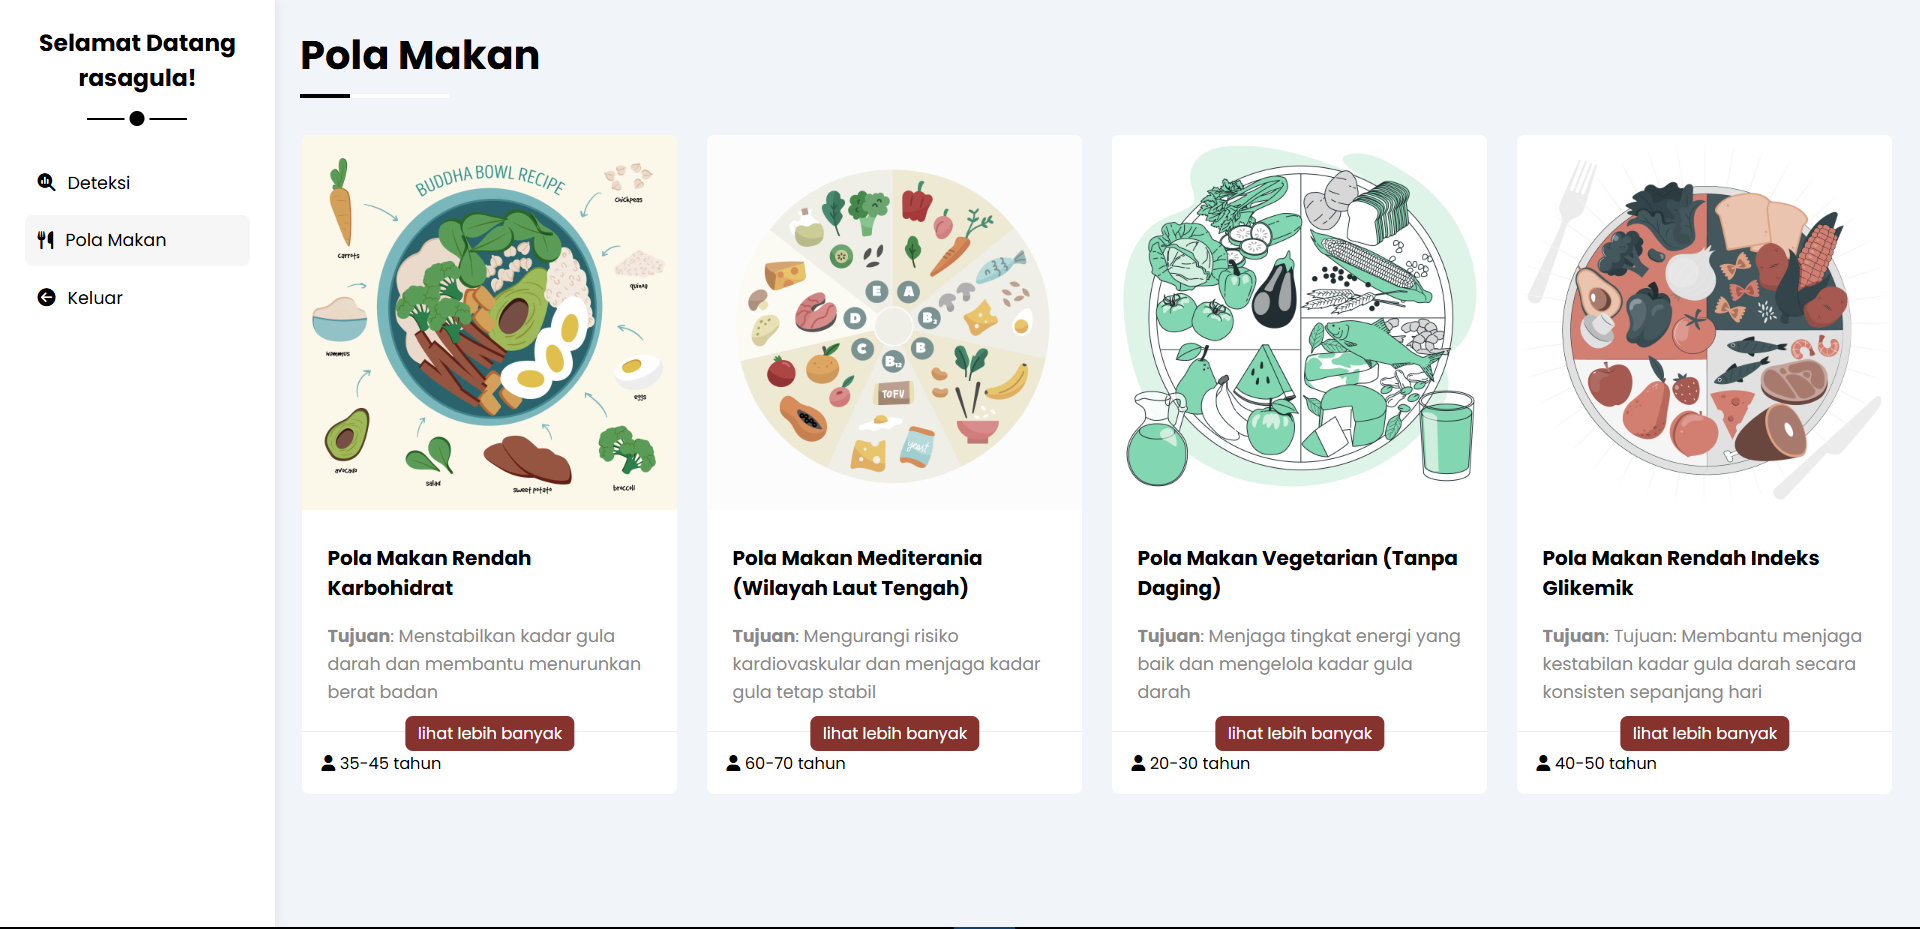 Selamat Datang
rasagula!
Deteksi
Pola Makan
Keluar
Pola Makan
BUDDHA BOWL RECIPE
carrots
chickpeas
hummus
quinoa
eggs
avocado
salad
sweet potato
broccoli
Pola Makan Rendah
Karbohidrat
Tujuan: Menstabilkan kadar gula
darah dan membantu menurunkan
berat badan
lihat lebih banyak
35-45 tahun
E
A
D
B₂
C
B
B₁₂
TOFU
yeast
Pola Makan Mediterania
(Wilayah Laut Tengah)
Tujuan: Mengurangi risiko
kardiovaskular dan menjaga kadar
gula tetap stabil
lihat lebih banyak
60-70 tahun
Pola Makan Vegetarian (Tanpa
Daging)
Tujuan: Menjaga tingkat energi yang
baik dan mengelola kadar gula
darah
lihat lebih banyak
20-30 tahun
Pola Makan Rendah Indeks
Glikemik
Tujuan: Tujuan: Membantu menjaga
kestabilan kadar gula darah secara
konsisten sepanjang hari
lihat lebih banyak
40-50 tahun